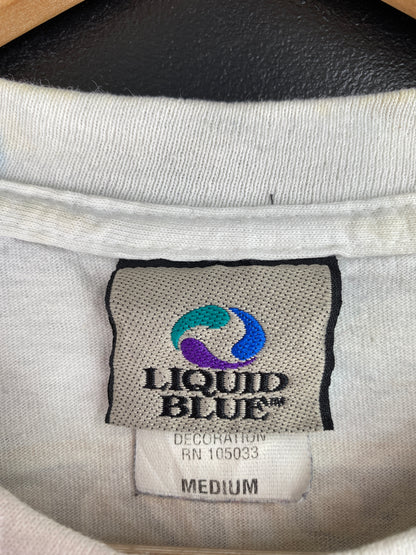 LIQUID
BLUE™
DECORATION
RN 105033
MEDIUM